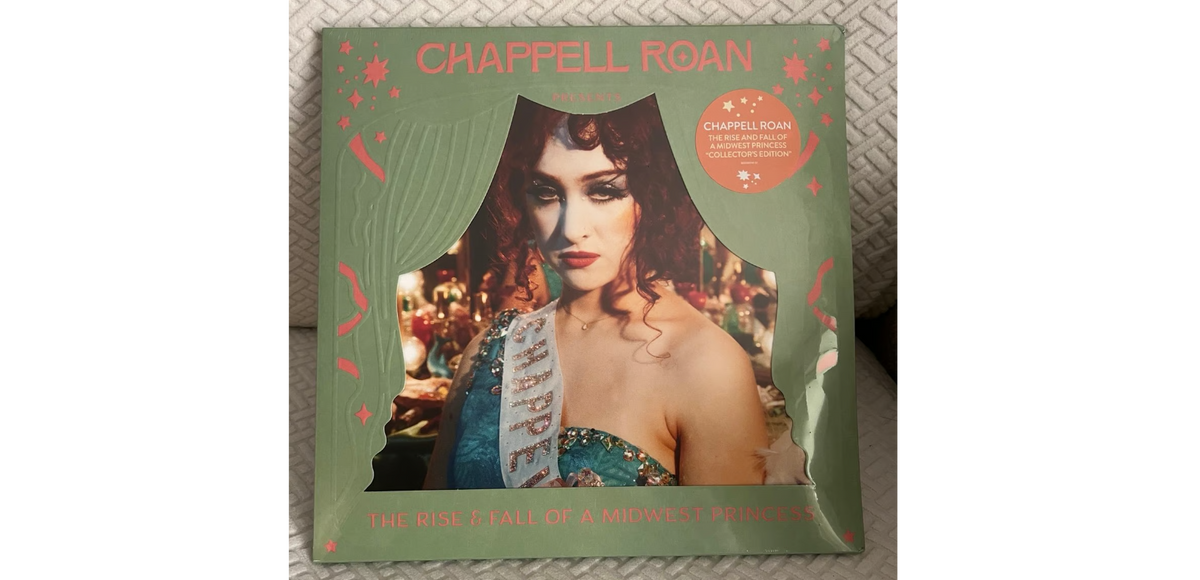 CHAPPELL ROAN
PRESENTS
CHAPPELL ROAN
THE RISE AND FALL OF
A MIDWEST PRINCESS
"COLLECTOR'S EDITION"
CHAPPEL
THE RISE & FALL OF A MIDWEST PRINCESS